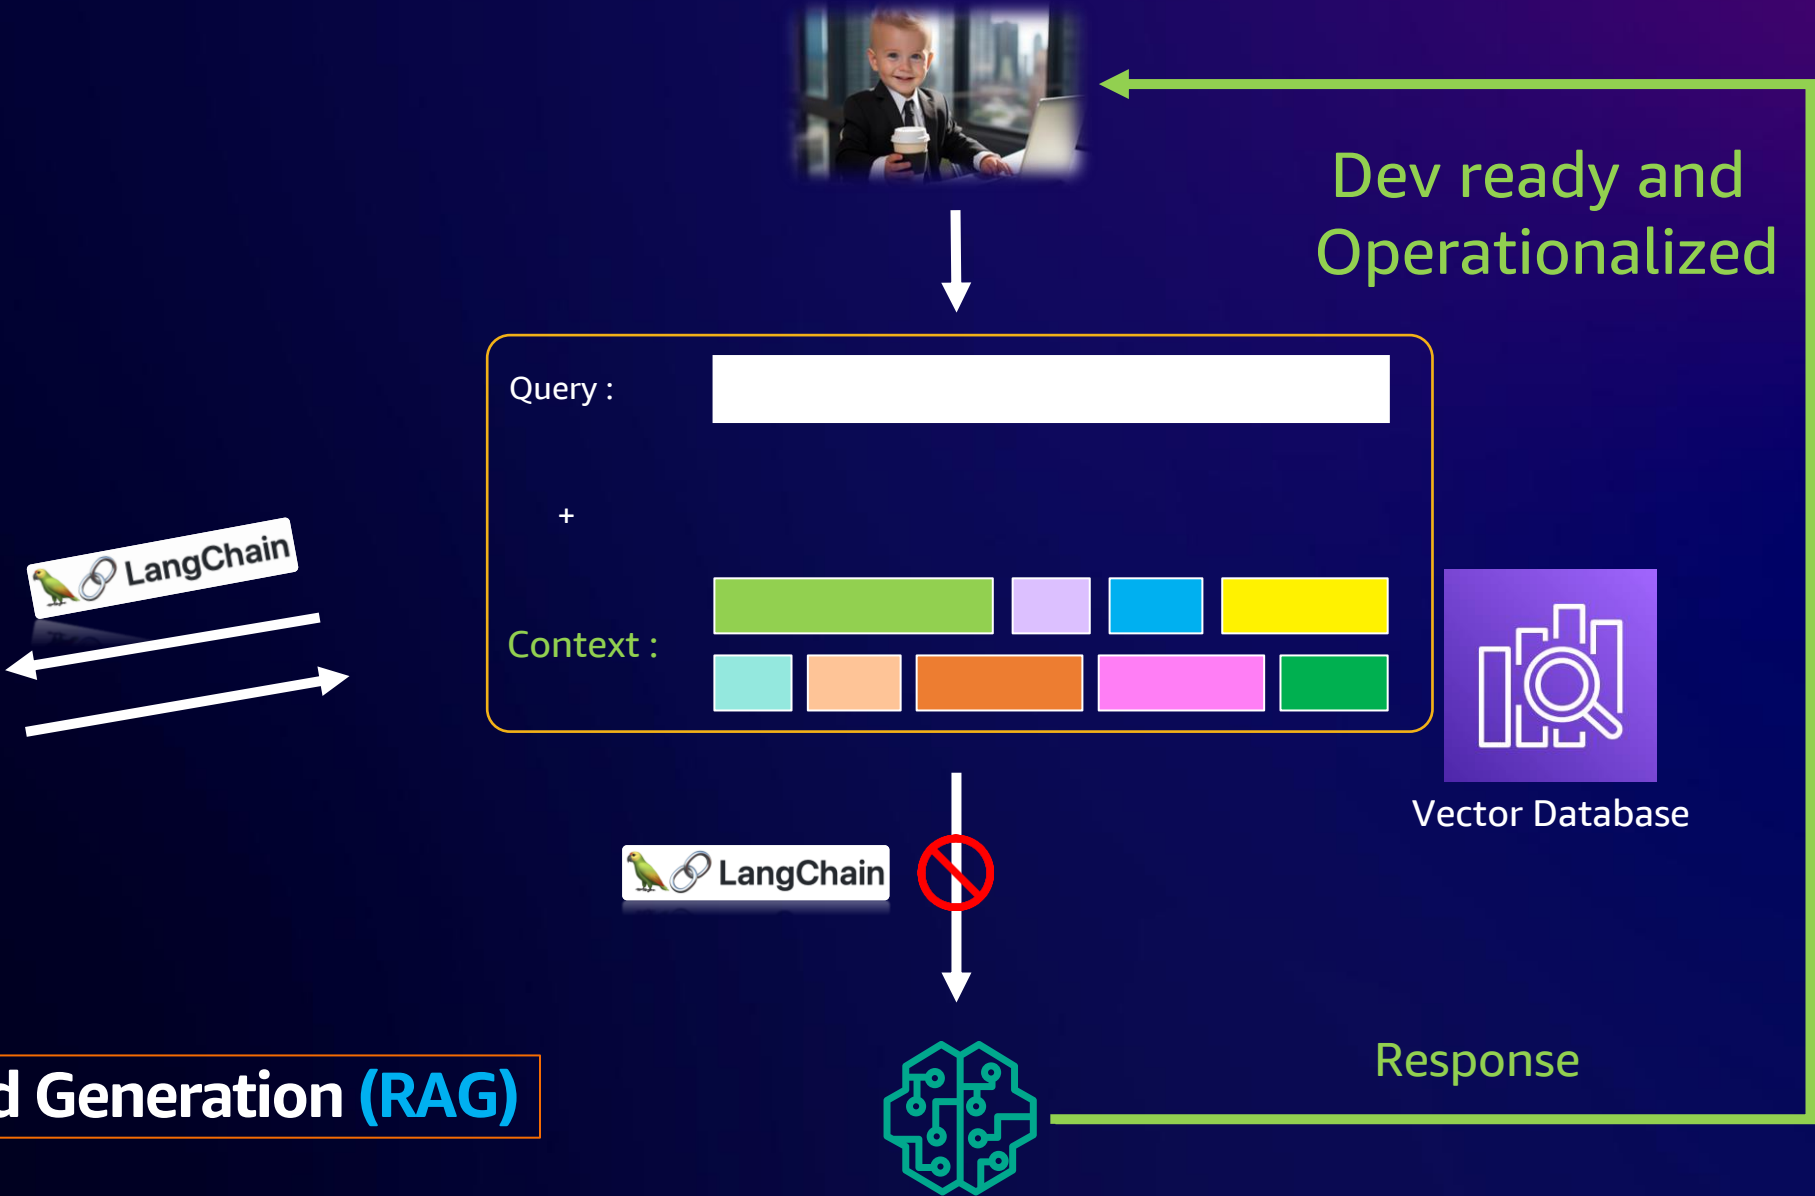 Dev ready and
Operationalized
Query :
+
LangChain
Context :
Vector Database
LangChain
Response
d Generation (RAG)